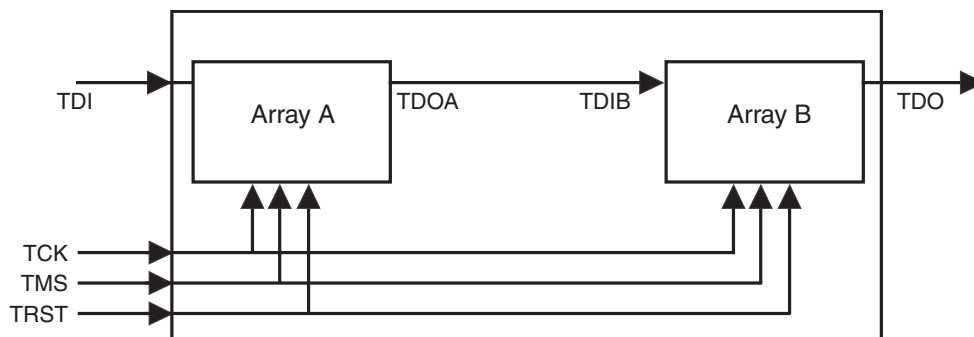 Array A
Array B
TDI
TDOA
TDIB
TDO
TCK
TMS
TRST